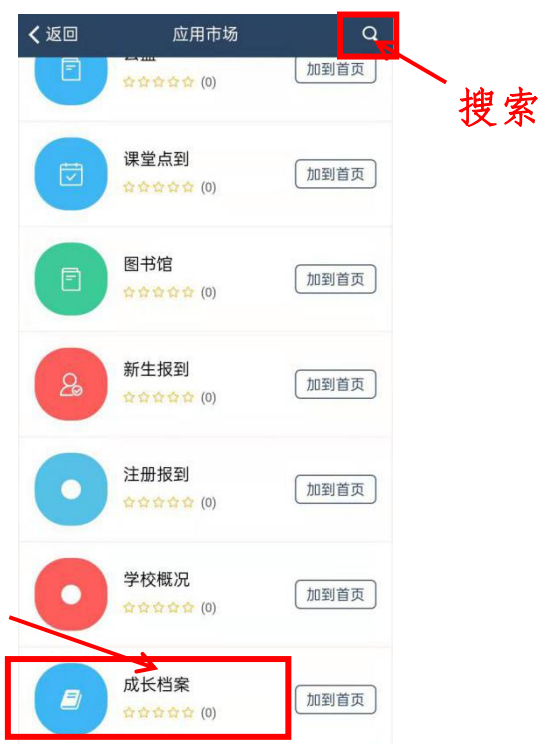 返回 应用市场
搜索
(0) 加到首页
课堂点到
(0) 加到首页
图书馆
(0) 加到首页
新生报到
(0) 加到首页
注册报到
(0) 加到首页
学校概况
(0) 加到首页
成长档案
(0) 加到首页